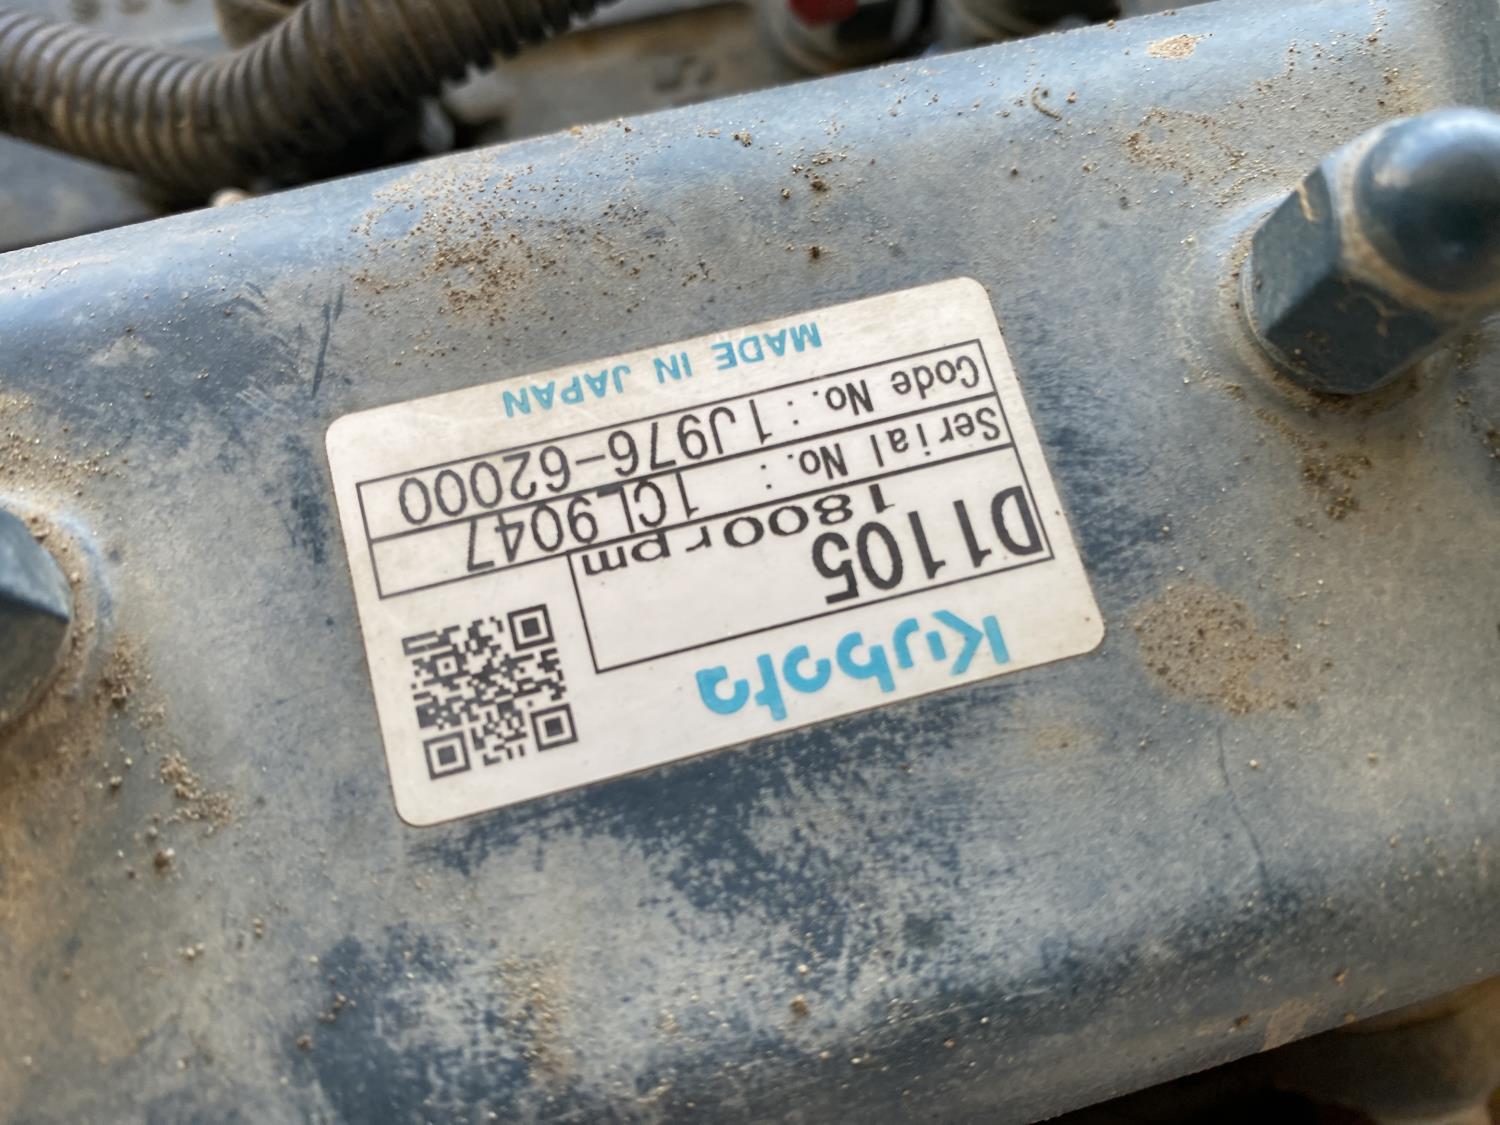 Kubota
D1105
1800rpm
Serial No. : 1CL9047
Code No. : 1J976-62000
MADE IN JAPAN